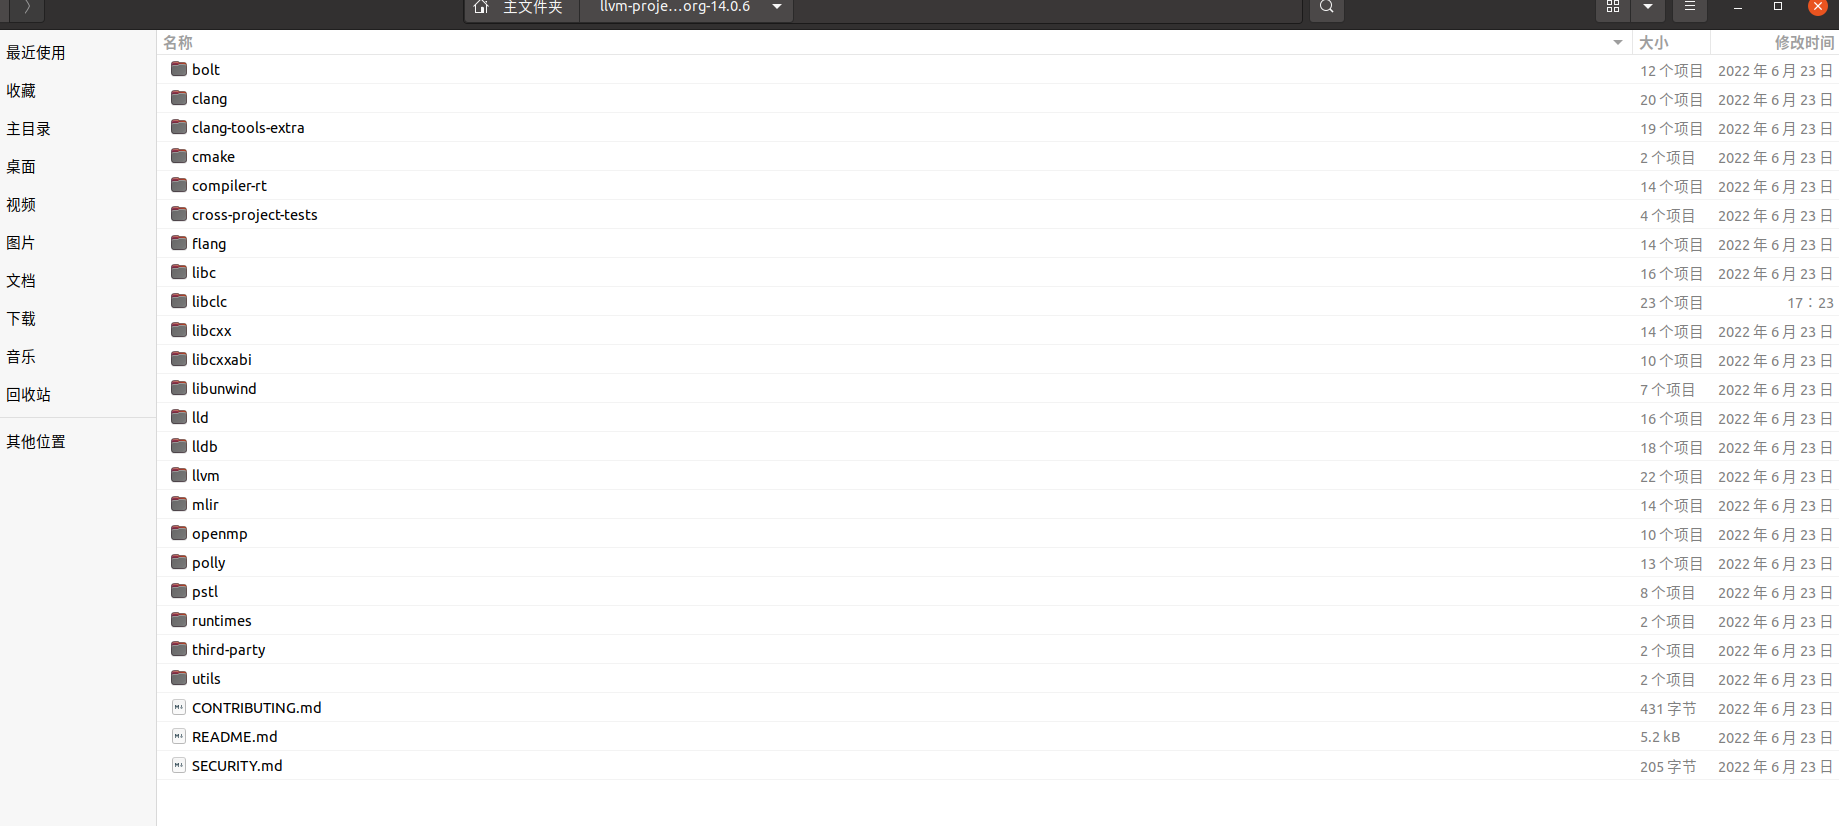 主文件夹 llvm-proje...org-14.0.6
名称 大小 修改时间
最近使用
收藏
主目录
桌面
视频
图片
文档
下载
音乐
回收站
其他位置
bolt 12 个项目 2022 年 6 月 23 日
clang 20 个项目 2022 年 6 月 23 日
clang-tools-extra 19 个项目 2022 年 6 月 23 日
cmake 2 个项目 2022 年 6 月 23 日
compiler-rt 14 个项目 2022 年 6 月 23 日
cross-project-tests 4 个项目 2022 年 6 月 23 日
flang 14 个项目 2022 年 6 月 23 日
libc 16 个项目 2022 年 6 月 23 日
libclc 23 个项目 17：23
libcxx 14 个项目 2022 年 6 月 23 日
libcxxabi 10 个项目 2022 年 6 月 23 日
libunwind 7 个项目 2022 年 6 月 23 日
lld 16 个项目 2022 年 6 月 23 日
lldb 18 个项目 2022 年 6 月 23 日
llvm 22 个项目 2022 年 6 月 23 日
mlir 14 个项目 2022 年 6 月 23 日
openmp 10 个项目 2022 年 6 月 23 日
polly 13 个项目 2022 年 6 月 23 日
pstl 8 个项目 2022 年 6 月 23 日
runtimes 2 个项目 2022 年 6 月 23 日
third-party 2 个项目 2022 年 6 月 23 日
utils 2 个项目 2022 年 6 月 23 日
CONTRIBUTING.md 431 字节 2022 年 6 月 23 日
README.md 5.2 kB 2022 年 6 月 23 日
SECURITY.md 205 字节 2022 年 6 月 23 日